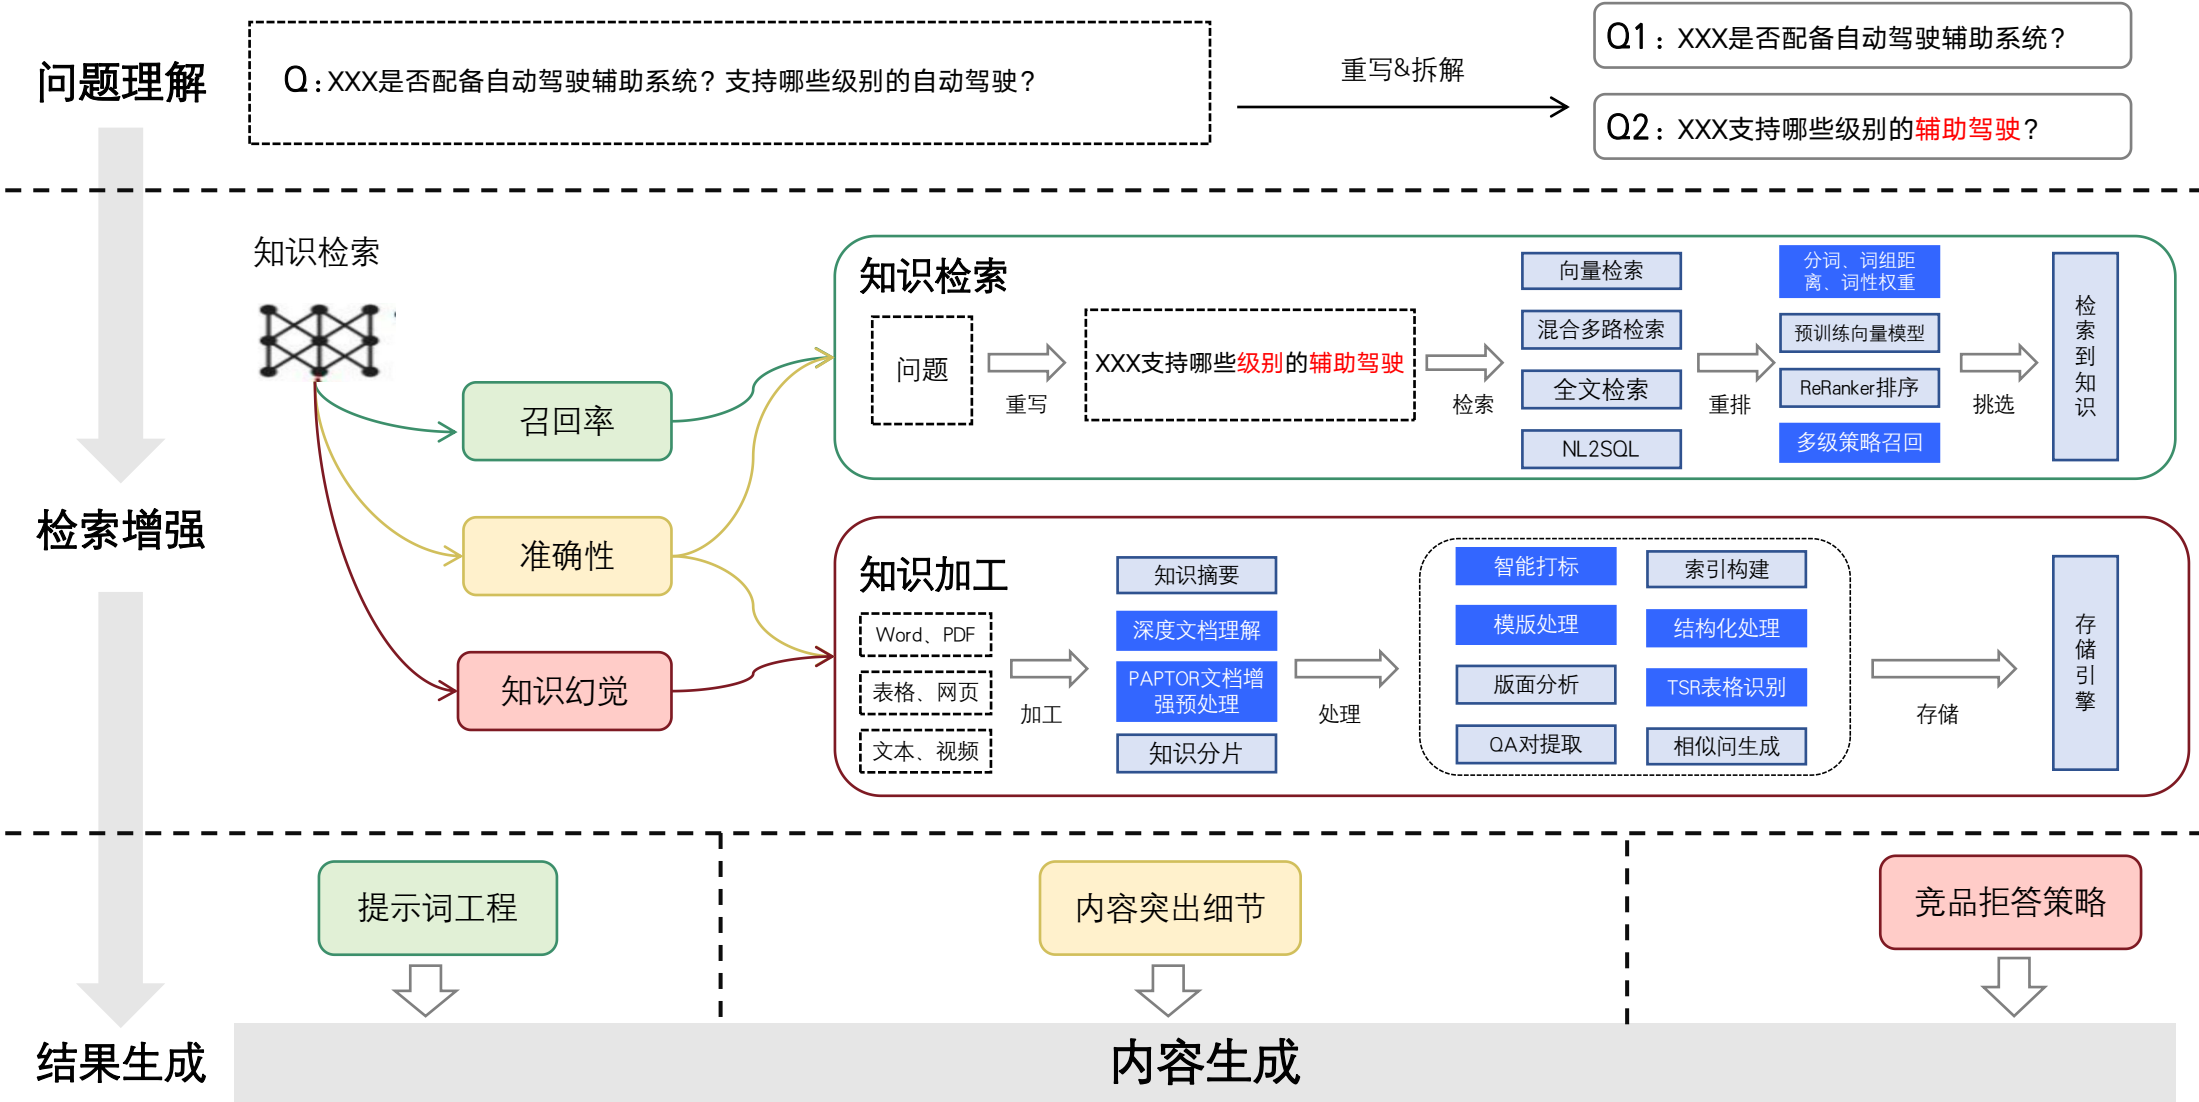 问题理解
Q：XXX是否配备自动驾驶辅助系统？支持哪些级别的自动驾驶？
重写&拆解
Q1：XXX是否配备自动驾驶辅助系统？
Q2：XXX支持哪些级别的辅助驾驶？
检索增强
知识检索
召回率
准确性
知识幻觉
知识检索
问题
重写
XXX支持哪些级别的辅助驾驶
检索
向量检索
混合多路检索
全文检索
NL2SQL
重排
分词、词组距
离、词性权重
预训练向量模型
ReRanker排序
多级策略召回
挑选
检
索
到
知
识
知识加工
Word、PDF
表格、网页
文本、视频
加工
知识摘要
深度文档理解
PAPTOR文档增
强预处理
知识分片
处理
智能打标
索引构建
模版处理
结构化处理
版面分析
TSR表格识别
QA对提取
相似问生成
存储
存
储
引
擎
结果生成
提示词工程
内容突出细节
竞品拒答策略
内容生成